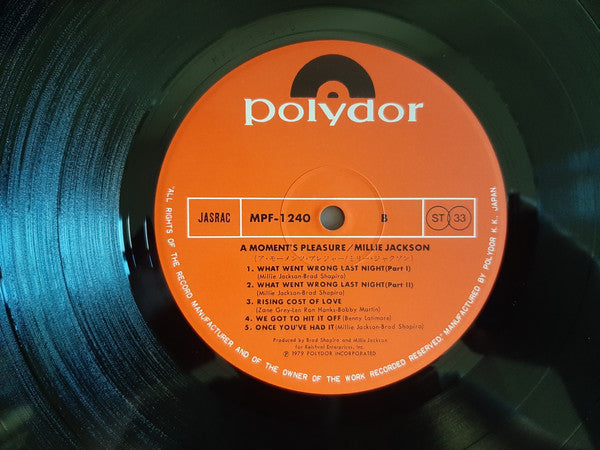 polydor
JASRAC MPF-1240 B ST 33
A MOMENT'S PLEASURE/MILLIE JACKSON
(ア・モーメンツ・プレジャー/ミリー・ジャクソン)
1. WHAT WENT WRONG LAST NIGHT(Part I)
(Millie Jackson-Brad Shapiro)
2. WHAT WENT WRONG LAST NIGHT(Part II)
(Millie Jackson-Brad Shapiro)
3. RISING COST OF LOVE
(Zane Grey-Len Ron Hanks-Bobby Martin)
4. WE GOT TO HIT IT OFF (Benny Latimore)
5. ONCE YOU'VE HAD IT(Millie Jackson-Brad Shapiro)
Produced by Brad Shapiro and Millie Jackson
for Keishval Enterprises, Inc.
Ⓟ 1979 POLYDOR INCORPORATED
"ALL RIGHTS OF THE RECORD MANUFACTURER AND OF THE OWNER OF THE WORK RECORDED RESERVED. MANUFACTURED BY POLYDOR K.K., JAPAN